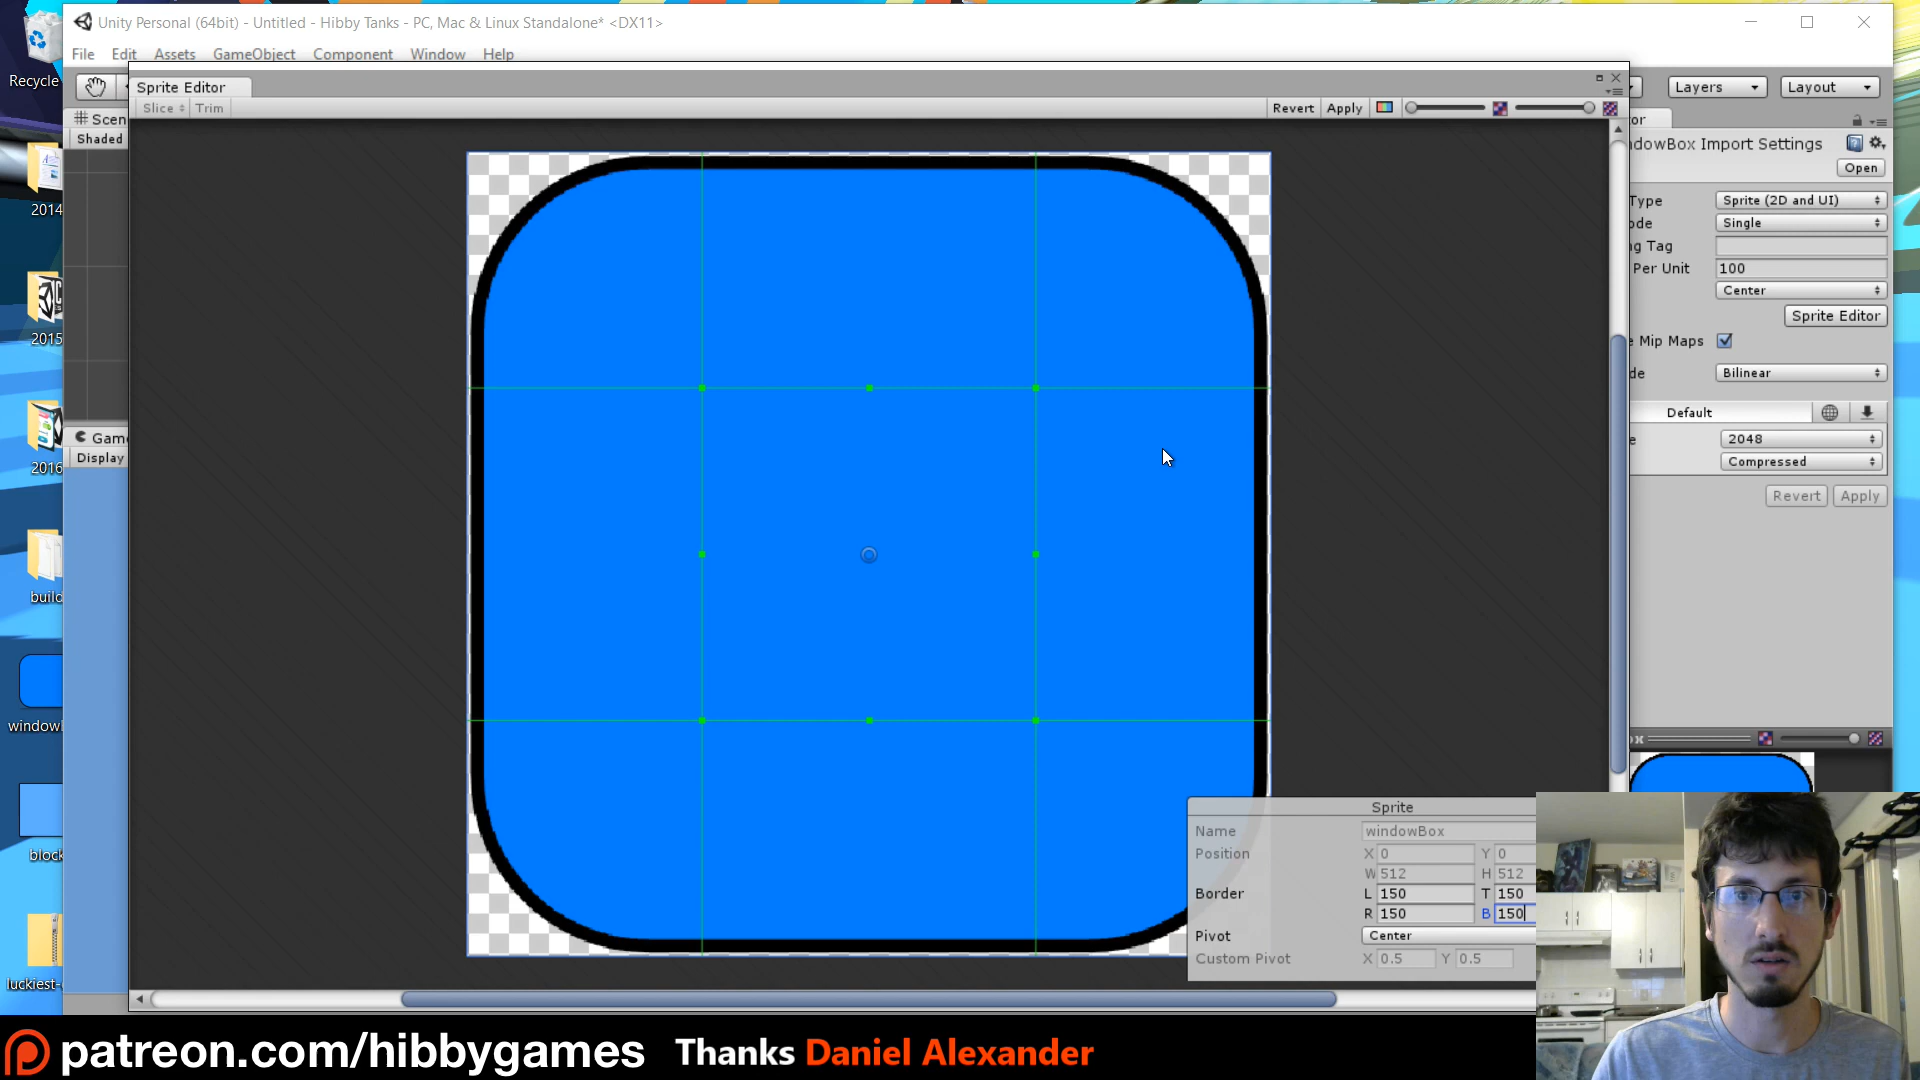 Unity Personal (64bit) - Untitled - Hibby Tanks - PC, Mac & Linux Standalone* <DX11>
File Edit Assets GameObject Component Window Help
Recycle
Sprite Editor
Layers
Layout
Slice
Trim
Revert
Apply
Scen
Shaded
or
dowBox Import Settings
Open
2014
Type
Sprite (2D and UI)
ode
Single
ng Tag
Per Unit
100
Center
Sprite Editor
2015
e Mip Maps
de
Bilinear
Default
Gam
Display
e
2048
Compressed
2016
Revert
Apply
build
window
block
luckiest-
Sprite
Name
windowBox
Position
X 0
Y 0
W 512
H 512
Border
L 150
T 150
R 150
B 150
Pivot
Center
Custom Pivot
X 0.5
Y 0.5
patreon.com/hibbygames
Thanks Daniel Alexander